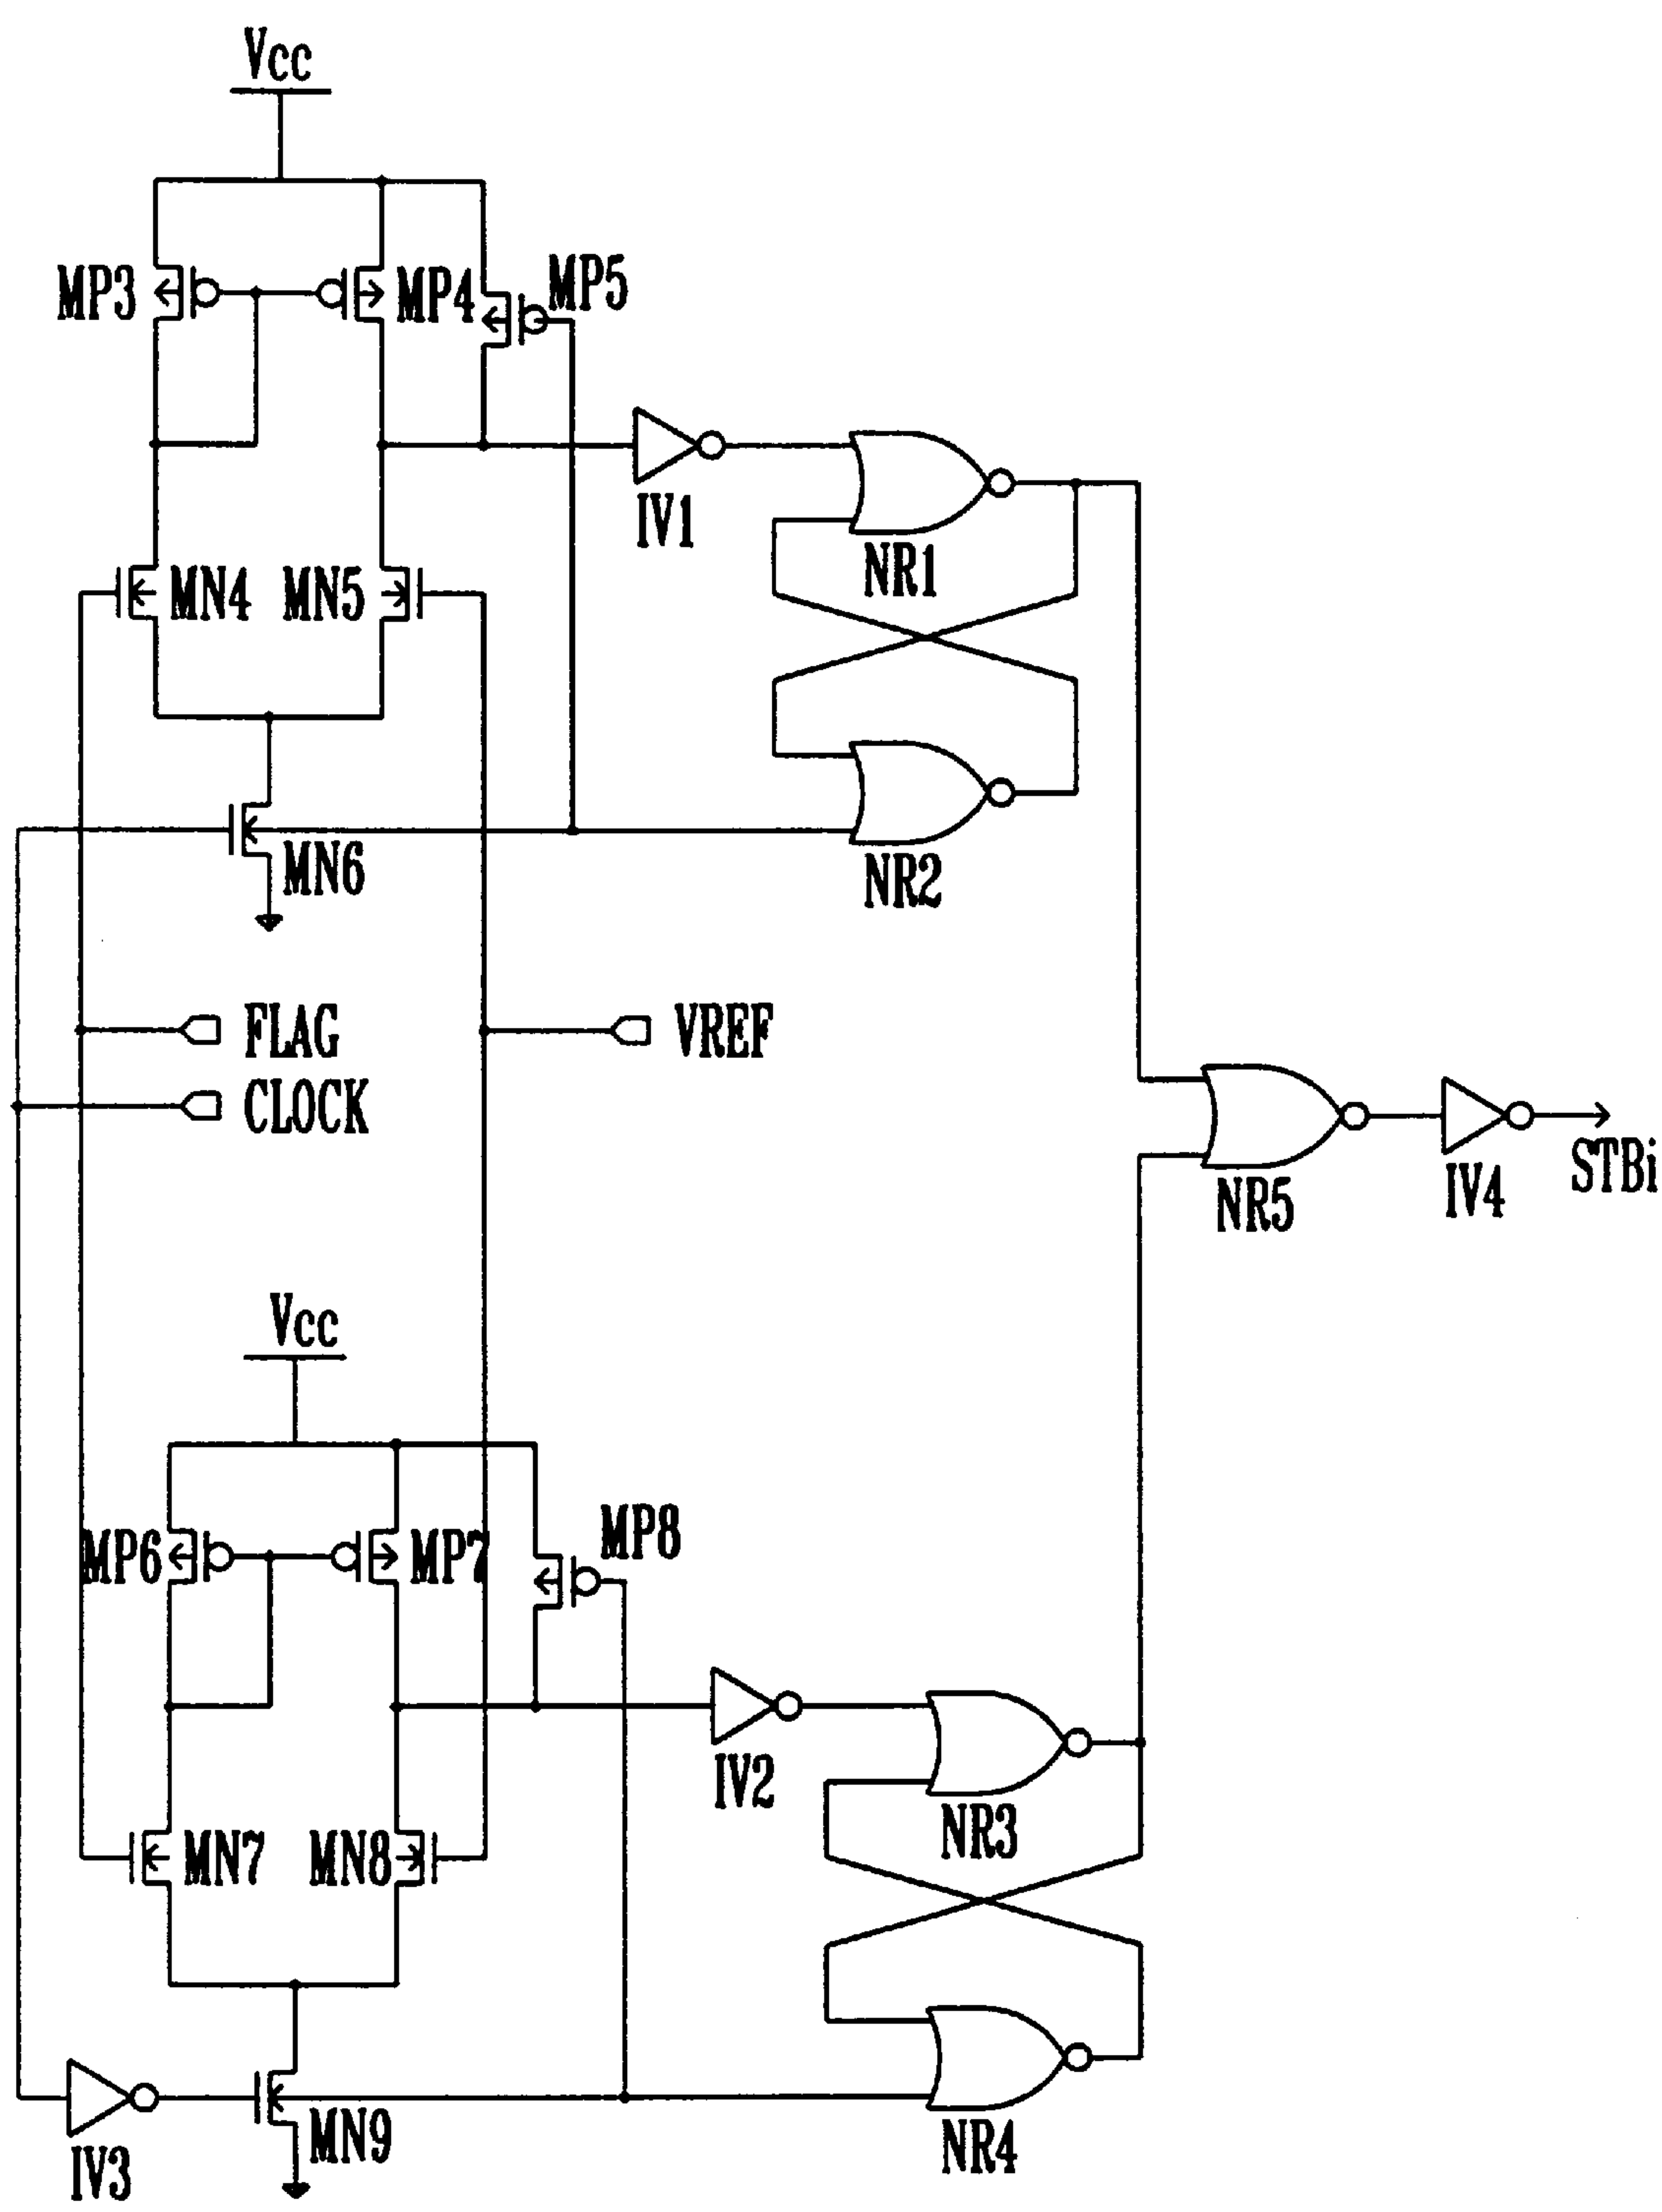 Vcc
MP3
MP4
MP5
IV1
NR1
MN4
MN5
MN6
NR2
FLAG
VREF
CLOCK
NR5
IV4
STBi
Vcc
MP6
MP7
MP8
IV2
NR3
MN7
MN8
IV3
MN9
NR4